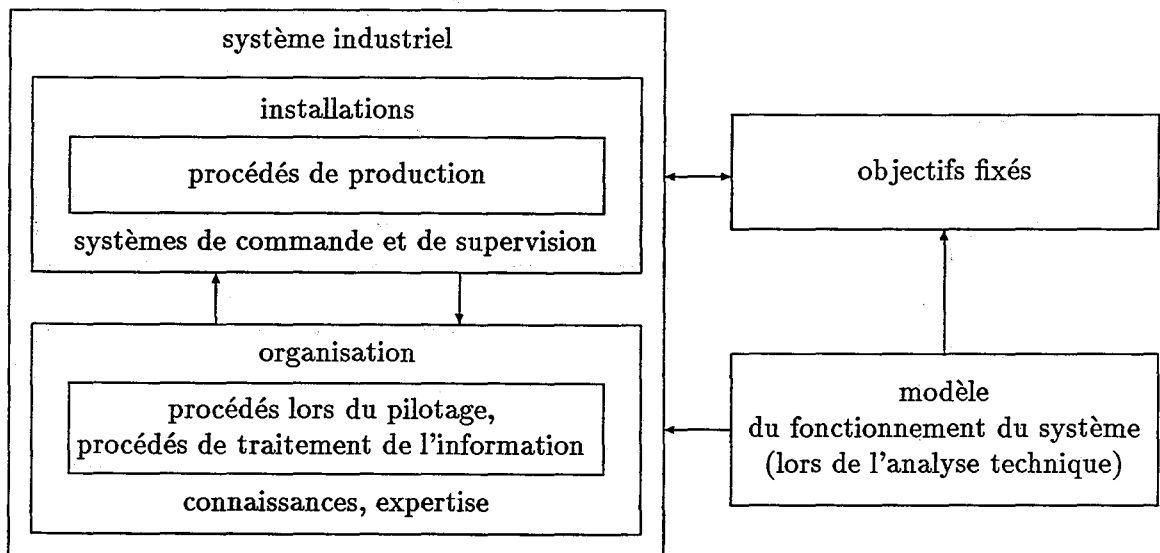 système industriel
installations
procédés de production
systèmes de commande et de supervision
organisation
procédés lors du pilotage,
procédés de traitement de l'information
connaissances, expertise
objectifs fixés
modèle
du fonctionnement du système
(lors de l'analyse technique)